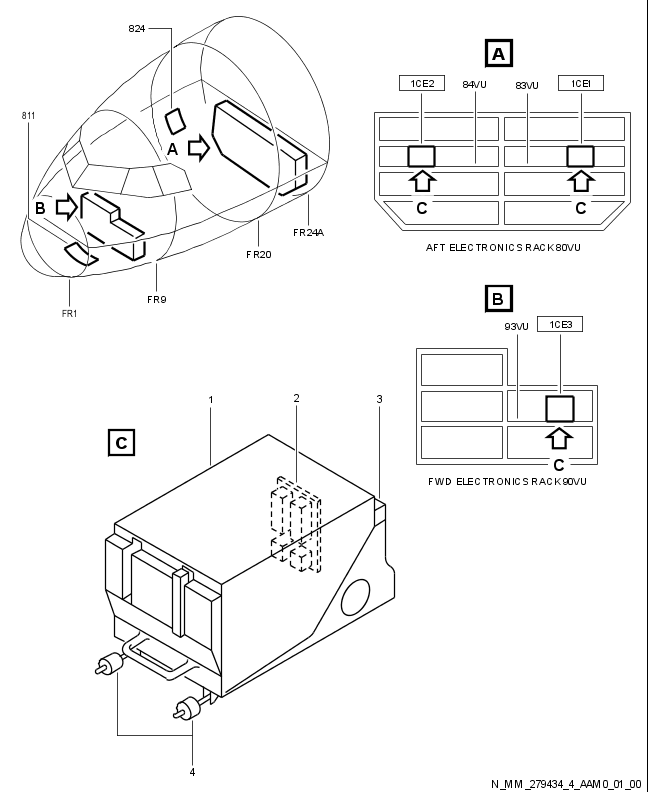 824
811
A
B
FR24A
FR20
FR9
FR1
A
1CE2
84VU
83VU
1CE1
C
C
AFT ELECTRONICS RACK 80VU
B
93VU
1CE3
C
FWD ELECTRONICS RACK 90VU
C
1
2
3
4
N_MM_279434_4_AAM0_01_00